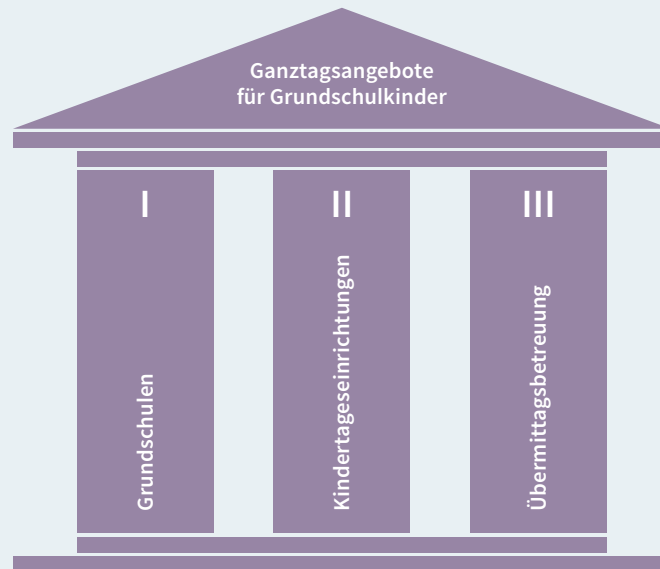 Ganztagsangebote
für Grundschulkinder
I
II
III
Grundschulen
Kindertageseinrichtungen
Übermittagsbetreuung